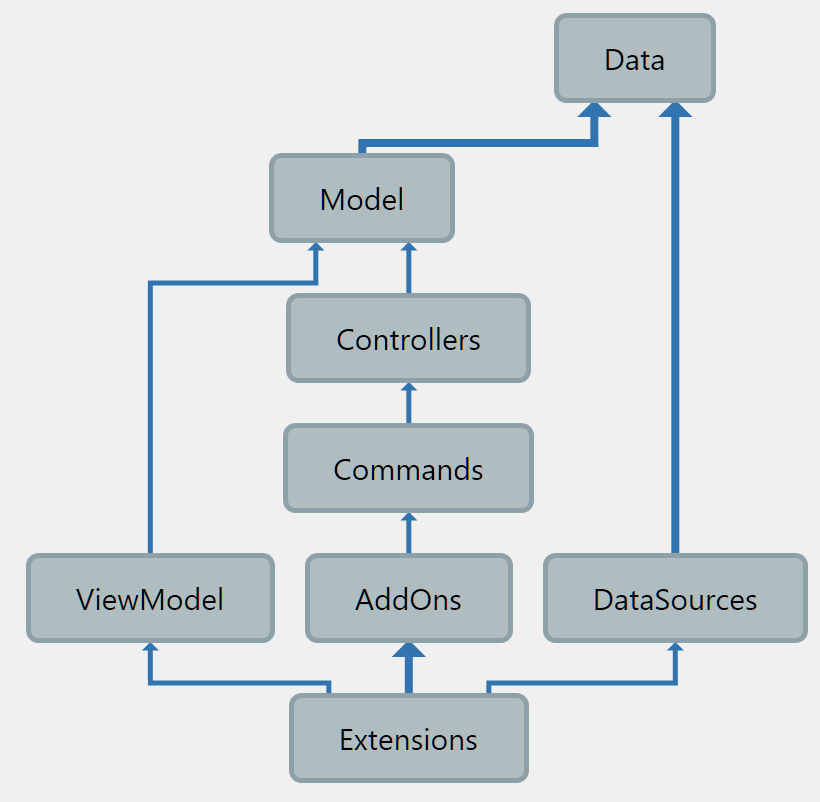 Data
Model
Controllers
Commands
ViewModel
AddOns
DataSources
Extensions